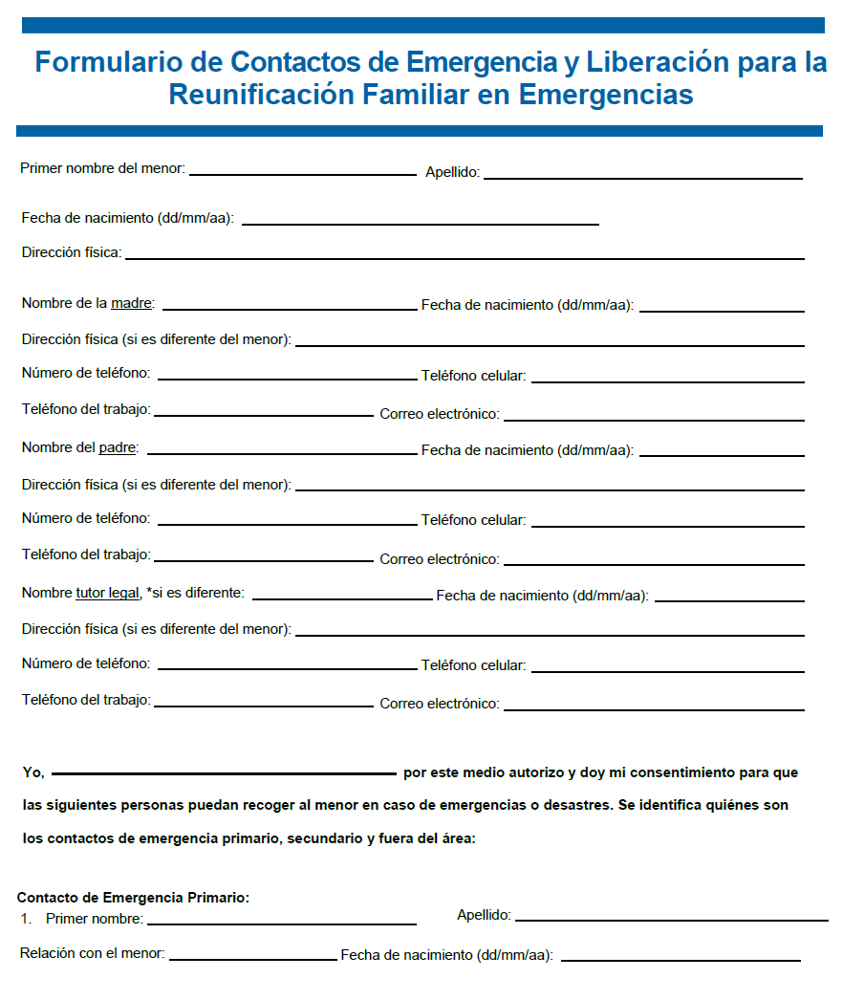 Formulario de Contactos de Emergencia y Liberación para la
Reunificación Familiar en Emergencias
Primer nombre del menor: Apellido:
Fecha de nacimiento (dd/mm/aa):
Dirección física:
Nombre de la madre: Fecha de nacimiento (dd/mm/aa):
Dirección física (si es diferente del menor):
Número de teléfono: Teléfono celular:
Teléfono del trabajo: Correo electrónico:
Nombre del padre: Fecha de nacimiento (dd/mm/aa):
Dirección física (si es diferente del menor):
Número de teléfono: Teléfono celular:
Teléfono del trabajo: Correo electrónico:
Nombre tutor legal, *si es diferente: Fecha de nacimiento (dd/mm/aa):
Dirección física (si es diferente del menor):
Número de teléfono: Teléfono celular:
Teléfono del trabajo: Correo electrónico:
Yo, por este medio autorizo y doy mi consentimiento para que
las siguientes personas puedan recoger al menor en caso de emergencias o desastres. Se identifica quiénes son
los contactos de emergencia primario, secundario y fuera del área:
Contacto de Emergencia Primario:
1. Primer nombre: Apellido:
Relación con el menor: Fecha de nacimiento (dd/mm/aa):